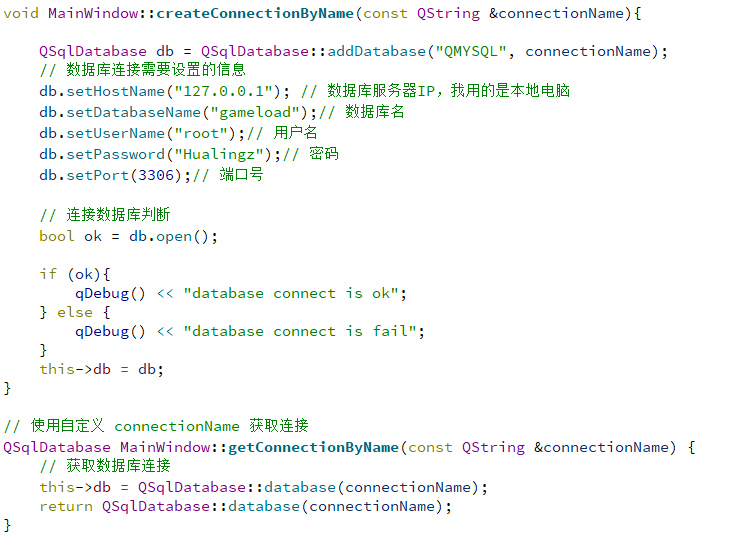 void MainWindow::createConnectionByName(const QString &connectionName){
QSqlDatabase db = QSqlDatabase::addDatabase("QMYSQL", connectionName);
// 数据库连接需要设置的信息
db.setHostName("127.0.0.1"); // 数据库服务器IP，我用的是本地电脑
db.setDatabaseName("gameload");// 数据库名
db.setUserName("root");// 用户名
db.setPassword("Hualingz");// 密码
db.setPort(3306);// 端口号
// 连接数据库判断
bool ok = db.open();
if (ok){
qDebug() << "database connect is ok";
} else {
qDebug() << "database connect is fail";
}
this->db = db;
}
// 使用自定义 connectionName 获取连接
QSqlDatabase MainWindow::getConnectionByName(const QString &connectionName) {
// 获取数据库连接
this->db = QSqlDatabase::database(connectionName);
return QSqlDatabase::database(connectionName);
}